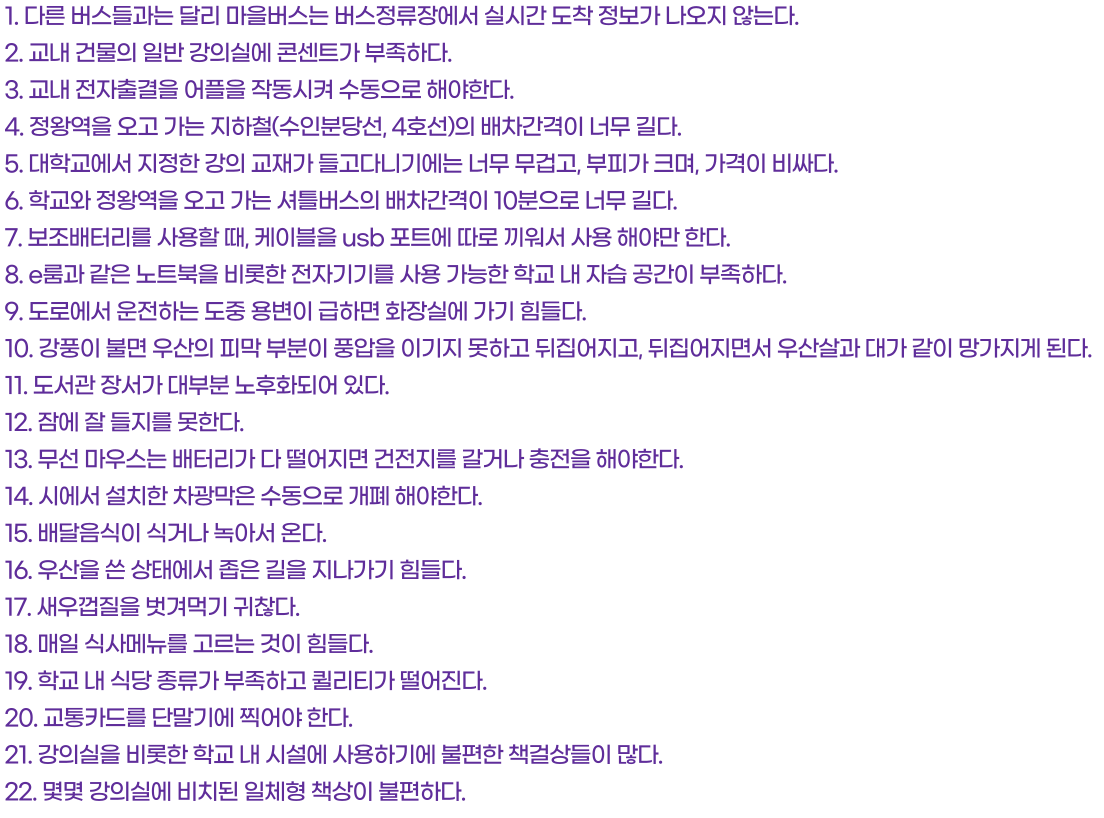 1. 다른 버스들과는 달리 마을버스는 버스정류장에서 실시간 도착 정보가 나오지 않는다.
2. 교내 건물의 일반 강의실에 콘센트가 부족하다.
3. 교내 전자출결을 어플을 작동시켜 수동으로 해야한다.
4. 정왕역을 오고 가는 지하철(수인분당선, 4호선)의 배차간격이 너무 길다.
5. 대학교에서 지정한 강의 교재가 들고다니기에는 너무 무겁고, 부피가 크며, 가격이 비싸다.
6. 학교와 정왕역을 오고 가는 셔틀버스의 배차간격이 10분으로 너무 길다.
7. 보조배터리를 사용할 때, 케이블을 usb 포트에 따로 끼워서 사용 해야만 한다.
8. e룸과 같은 노트북을 비롯한 전자기기를 사용 가능한 학교 내 자습 공간이 부족하다.
9. 도로에서 운전하는 도중 용변이 급하면 화장실에 가기 힘들다.
10. 강풍이 불면 우산의 피막 부분이 풍압을 이기지 못하고 뒤집어지고, 뒤집어지면서 우산살과 대가 같이 망가지게 된다.
11. 도서관 장서가 대부분 노후화되어 있다.
12. 잠에 잘 들지를 못한다.
13. 무선 마우스는 배터리가 다 떨어지면 건전지를 갈거나 충전을 해야한다.
14. 시에서 설치한 차광막은 수동으로 개폐 해야한다.
15. 배달음식이 식거나 녹아서 온다.
16. 우산을 쓴 상태에서 좁은 길을 지나가기 힘들다.
17. 새우껍질을 벗겨먹기 귀찮다.
18. 매일 식사메뉴를 고르는 것이 힘들다.
19. 학교 내 식당 종류가 부족하고 퀼리티가 떨어진다.
20. 교통카드를 단말기에 찍어야 한다.
21. 강의실을 비롯한 학교 내 시설에 사용하기에 불편한 책걸상들이 많다.
22. 몇몇 강의실에 비치된 일체형 책상이 불편하다.